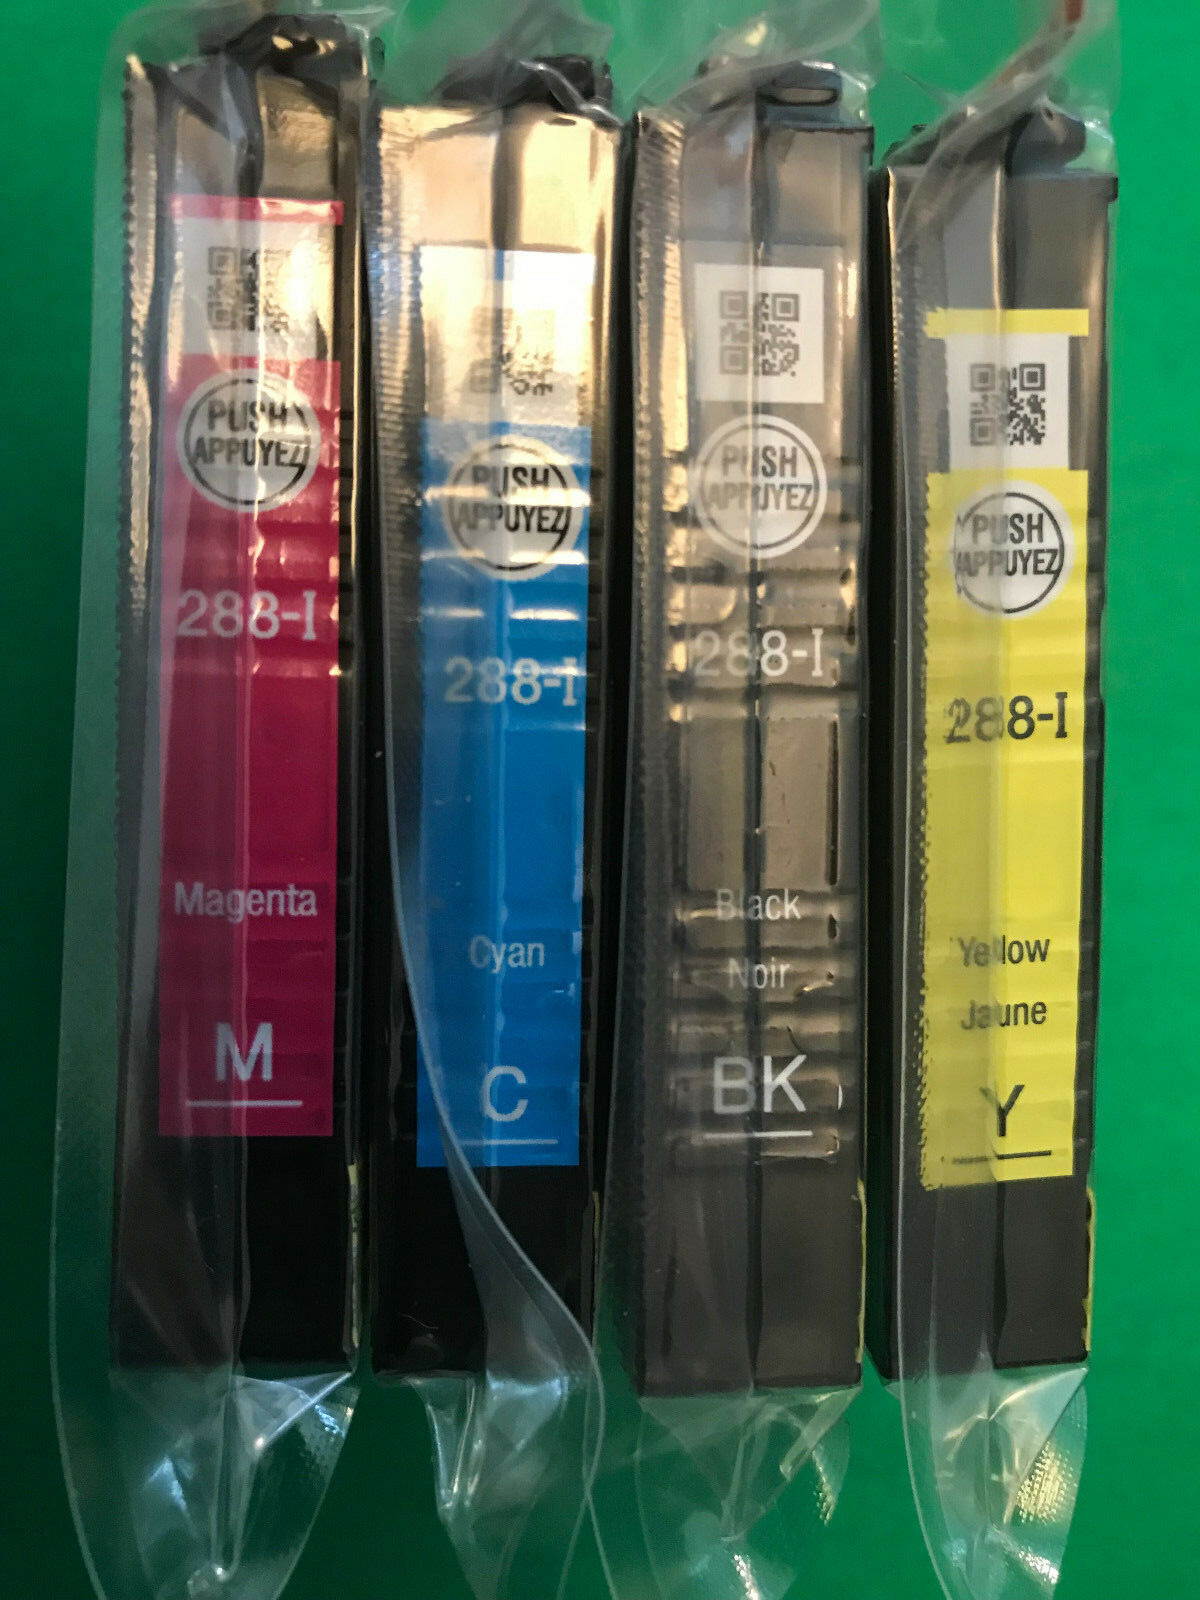 PUSH
APPUYEZ
288-I
Magenta
M
PUSH
APPUYEZ
288-I
Cyan
C
PUSH
APPUYEZ
288-I
Black
Noir
BK
PUSH
APPUYEZ
288-I
Yellow
Jaune
Y